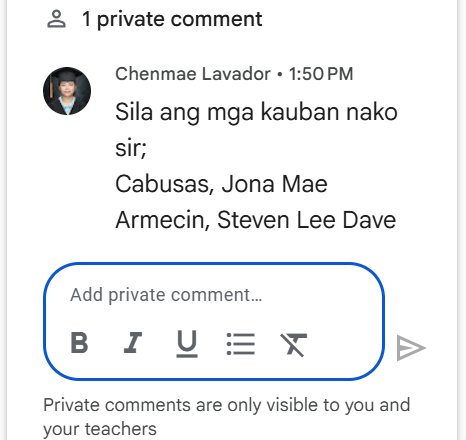 1 private comment
Chenmae Lavador • 1:50 PM
Sila ang mga kauban nako
sir;
Cabusas, Jona Mae
Armecin, Steven Lee Dave
Add private comment...
B I U
Private comments are only visible to you and
your teachers